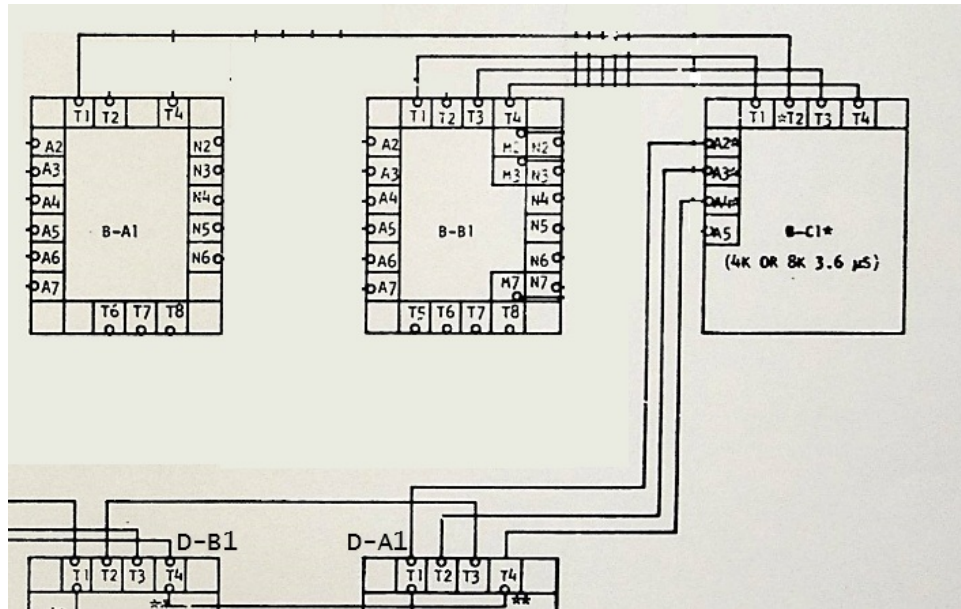 T1 T2 T4
A2 N2
A3 N3
A4 N4
A5 N5
A6 N6
A7
B-A1
T6 T7 T8
T1 T2 T3 T4
A2 M2 N2
A3 M3 N3
A4 N4
A5 N5
A6 N6
A7 M7 N7
B-B1
T5 T6 T7 T8
T1 *T2 T3 T4
A2*
A3*
A4*
A5
B-C1*
(4K OR 8K 3.6 µS)
D-B1
T1 T2 T3 T4
**
D-A1
T1 T2 T3 T4
**